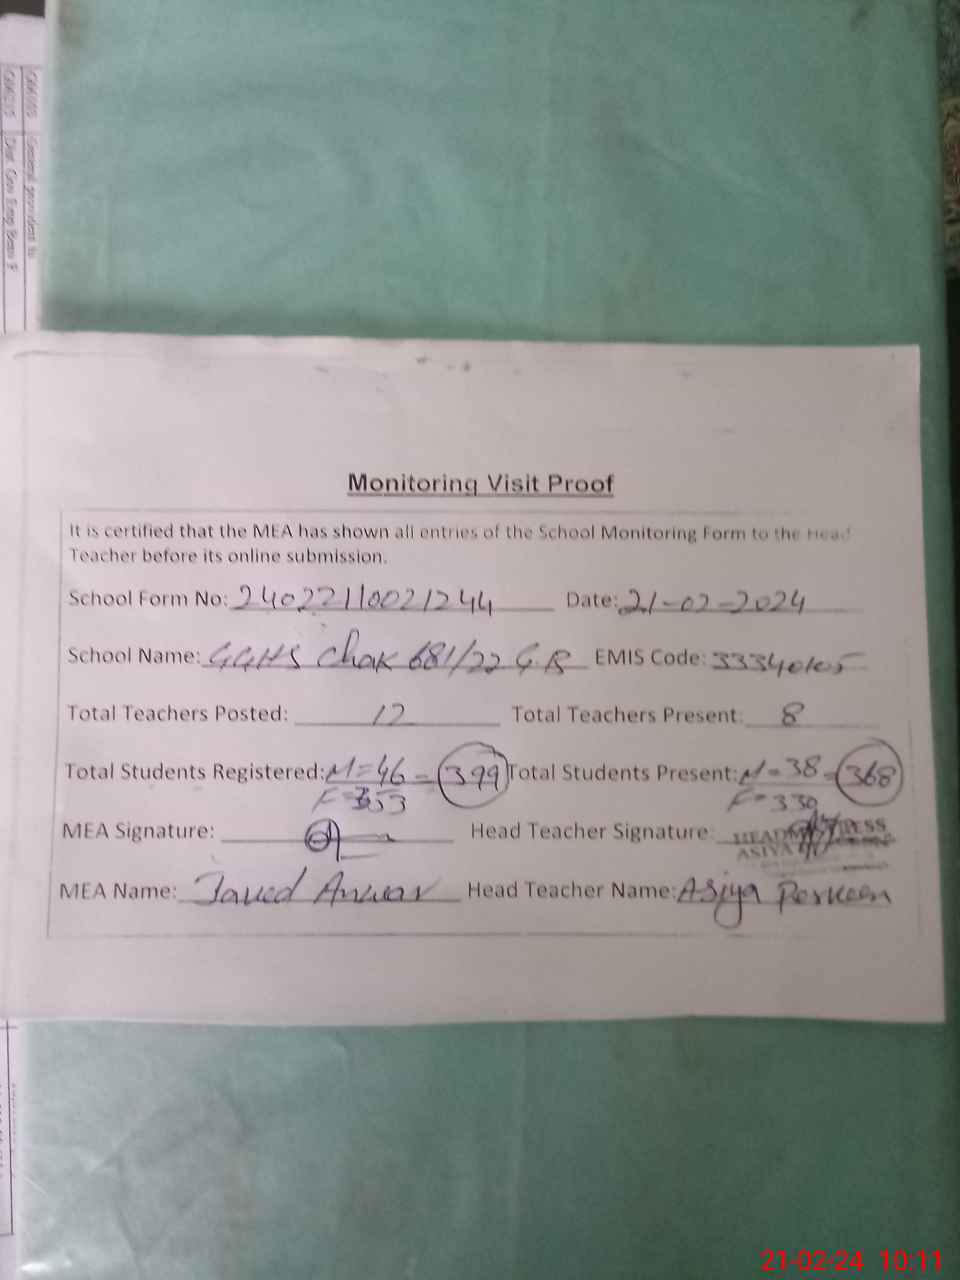 Monitoring Visit Proof
It is certified that the MEA has shown all entries of the School Monitoring Form to the Head
Teacher before its online submission.
School Form No: 24022110021244 Date: 21-02-2024
School Name: GGHS Chak 681/22 G.B EMIS Code: 33340105
Total Teachers Posted: 12 Total Teachers Present: 8
Total Students Registered: M=46 = 399 Total Students Present: M=38 = 368
F=353 F=330
MEA Signature: Head Teacher Signature:
ASIYA
MEA Name: Javed Anwar Head Teacher Name: Asiya Perveen
21-02-24 10:11